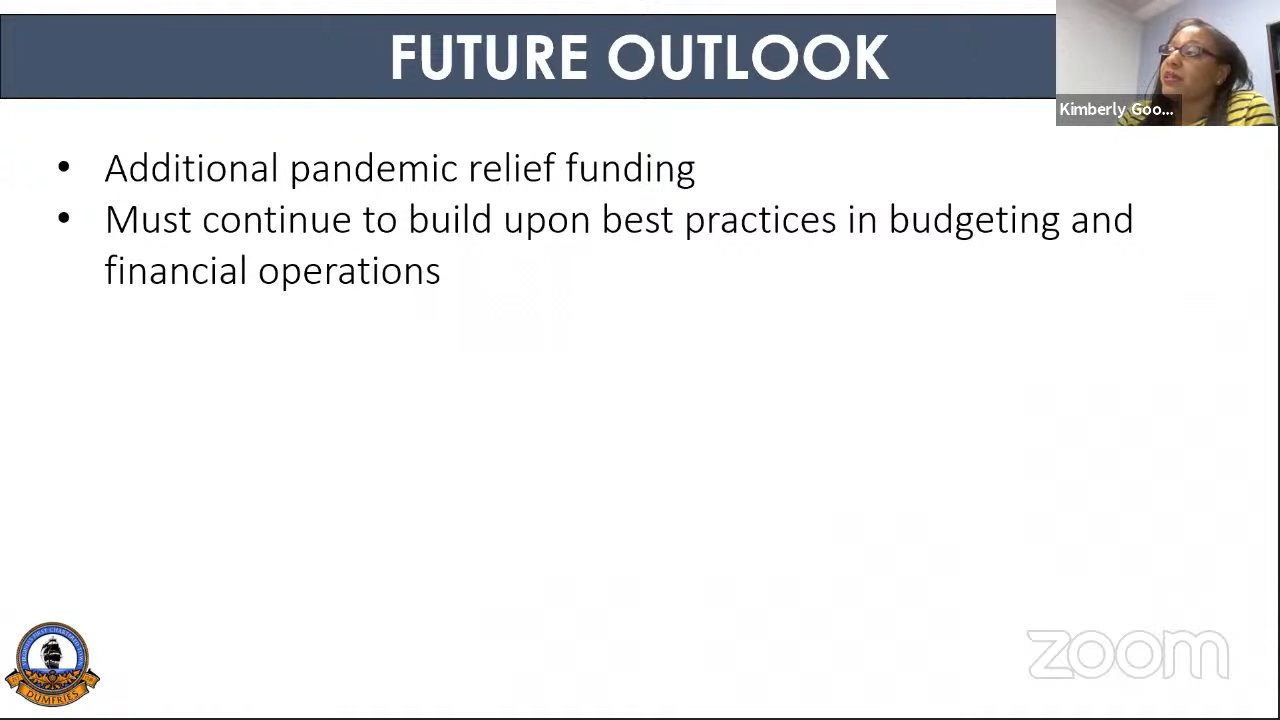 FUTURE OUTLOOK
Kimberly Goo...
• Additional pandemic relief funding
• Must continue to build upon best practices in budgeting and
financial operations
DUMFRIES
zoom